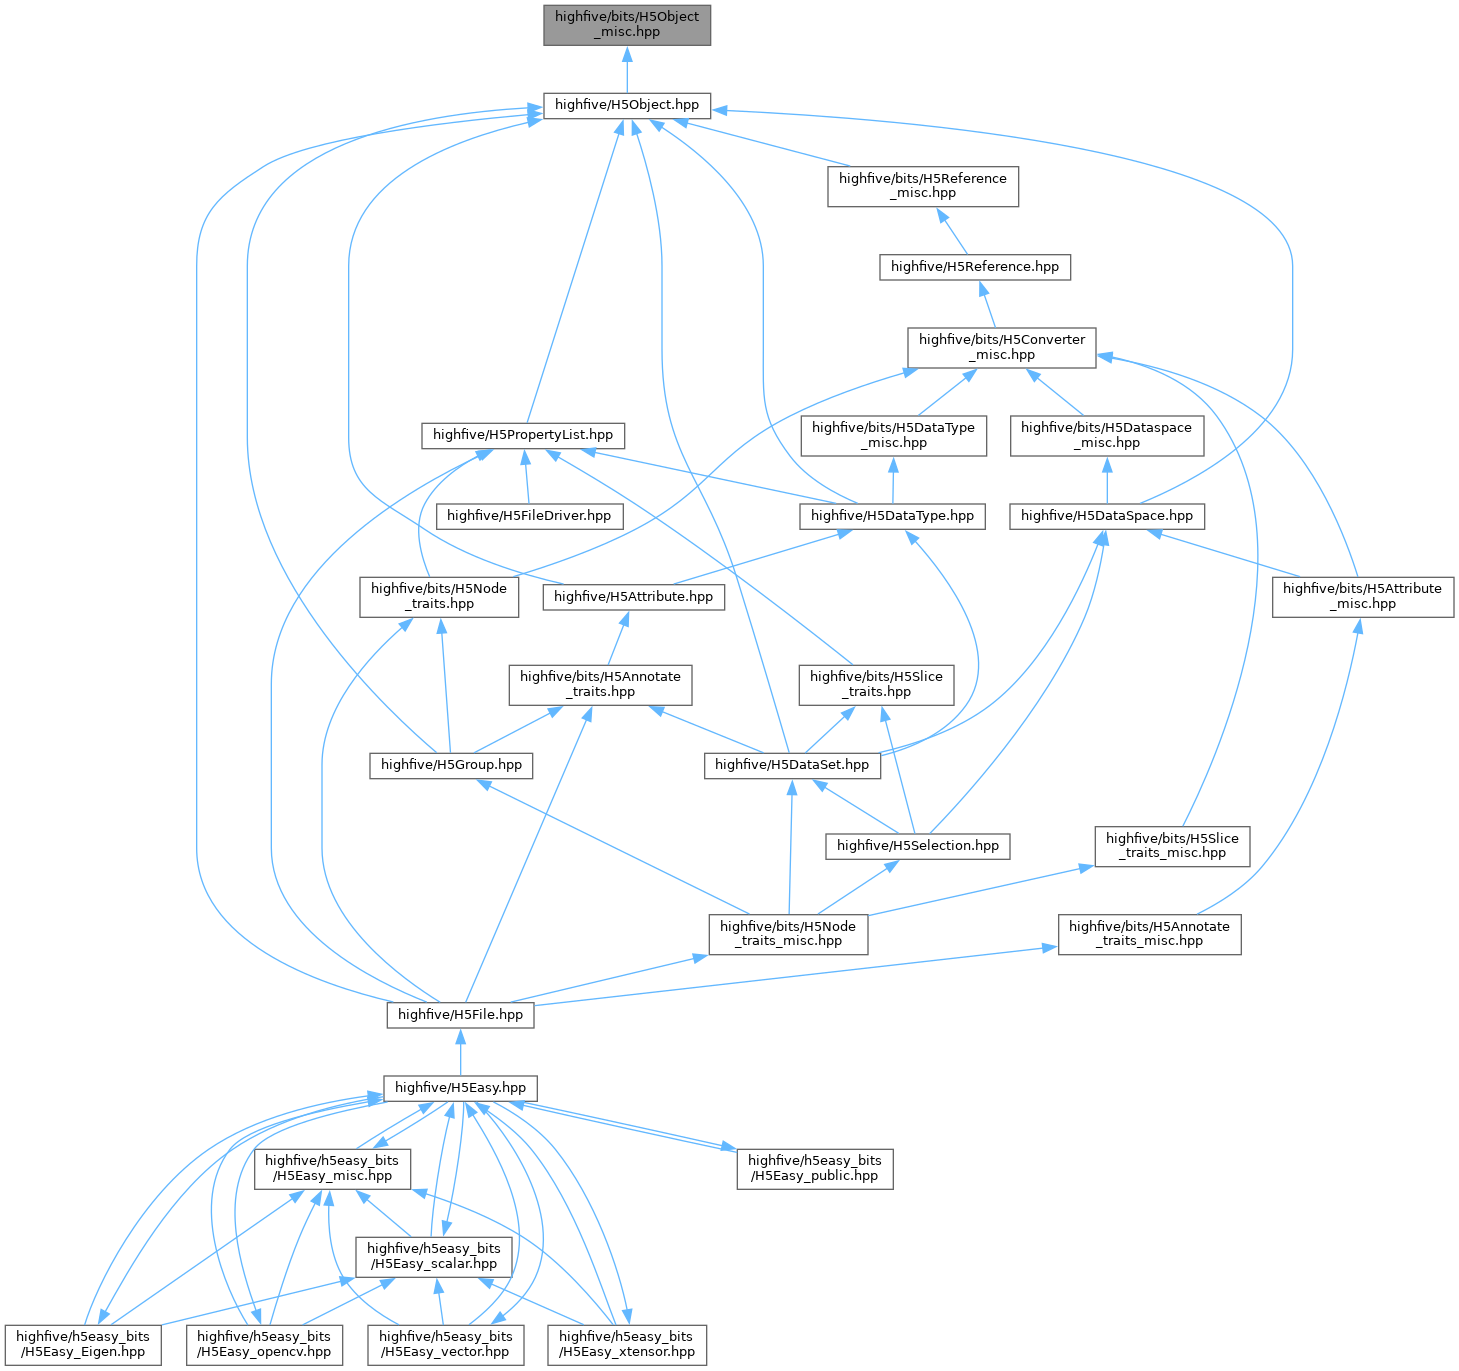 highfive/bits/H5Object
_misc.hpp
highfive/H5Object.hpp
highfive/bits/H5Reference
_misc.hpp
highfive/H5Reference.hpp
highfive/bits/H5Converter
_misc.hpp
highfive/H5PropertyList.hpp
highfive/bits/H5DataType
_misc.hpp
highfive/bits/H5Dataspace
_misc.hpp
highfive/H5FileDriver.hpp
highfive/H5DataType.hpp
highfive/H5DataSpace.hpp
highfive/bits/H5Node
_traits.hpp
highfive/H5Attribute.hpp
highfive/bits/H5Attribute
_misc.hpp
highfive/bits/H5Annotate
_traits.hpp
highfive/bits/H5Slice
_traits.hpp
highfive/H5Group.hpp
highfive/H5DataSet.hpp
highfive/H5Selection.hpp
highfive/bits/H5Slice
_traits_misc.hpp
highfive/bits/H5Node
_traits_misc.hpp
highfive/bits/H5Annotate
_traits_misc.hpp
highfive/H5File.hpp
highfive/H5Easy.hpp
highfive/h5easy_bits
/H5Easy_misc.hpp
highfive/h5easy_bits
/H5Easy_public.hpp
highfive/h5easy_bits
/H5Easy_scalar.hpp
highfive/h5easy_bits
/H5Easy_Eigen.hpp
highfive/h5easy_bits
/H5Easy_opencv.hpp
highfive/h5easy_bits
/H5Easy_vector.hpp
highfive/h5easy_bits
/H5Easy_xtensor.hpp